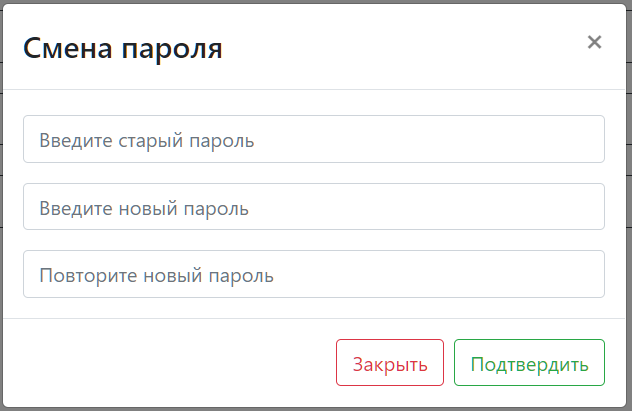 Смена пароля
×
Введите старый пароль
Введите новый пароль
Повторите новый пароль
Закрыть
Подтвердить